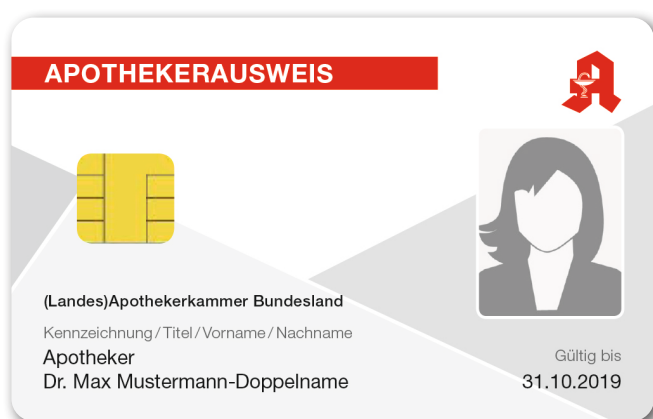 APOTHEKERAUSWEIS
(Landes)Apothekerkammer Bundesland
Kennzeichnung/Titel/Vorname/Nachname
Apotheker
Dr. Max Mustermann-Doppelname
Gültig bis
31.10.2019